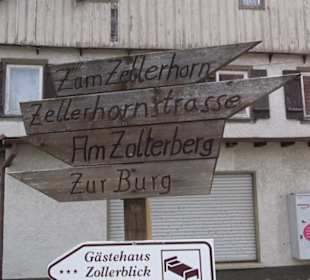 Zum Zellerhorn
Zellerhornstrasse
Am Zollerberg
Zur Burg
Gästehaus
*** Zollerblick